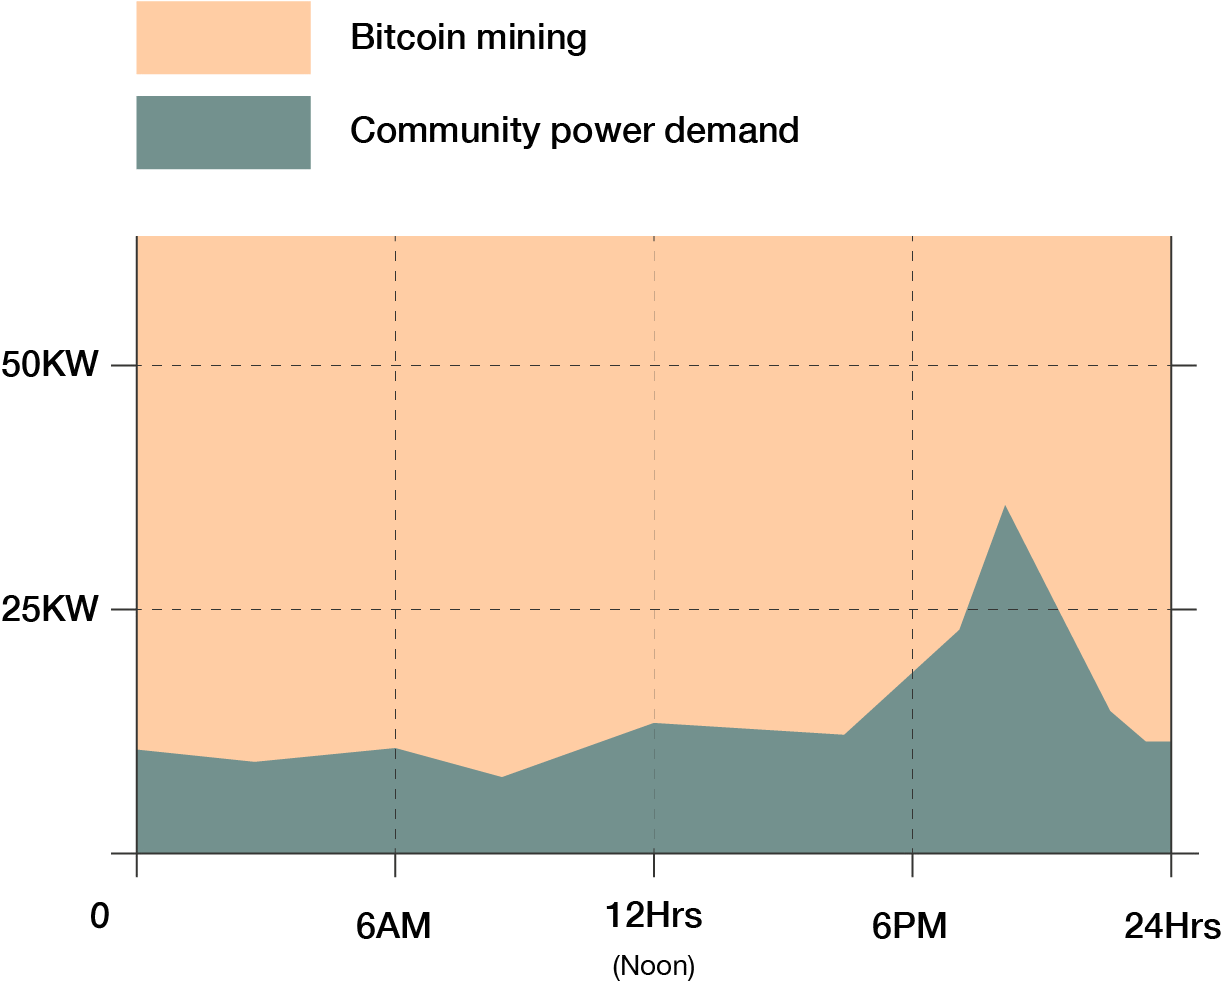 Bitcoin mining
Community power demand
50KW
25KW
0
6AM
12Hrs
(Noon)
6PM
24Hrs